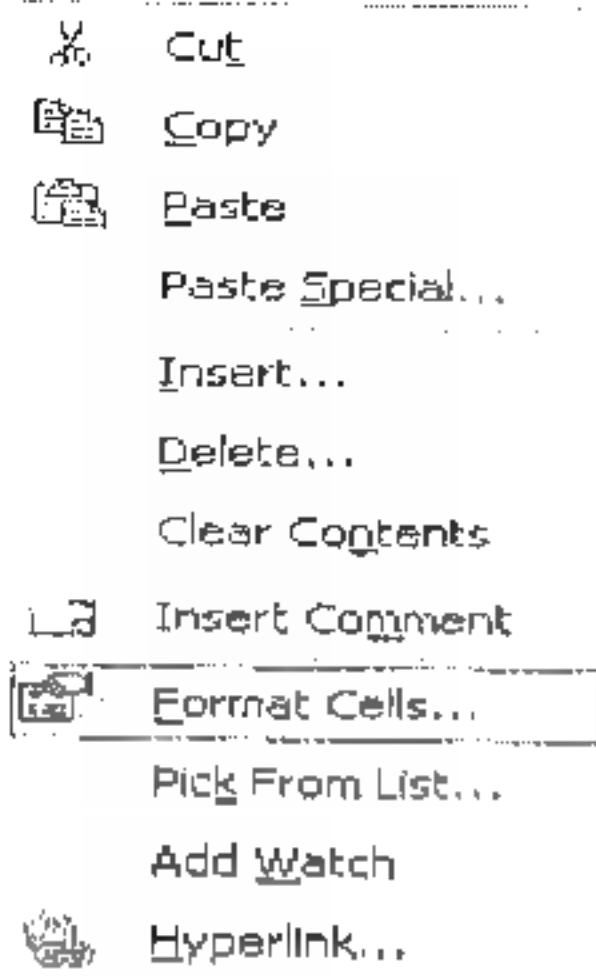 Cut
Copy
Paste
Paste Special...
Insert...
Delete...
Clear Contents
Insert Comment
Format Cells...
Pick From List...
Add Watch
Hyperlink...